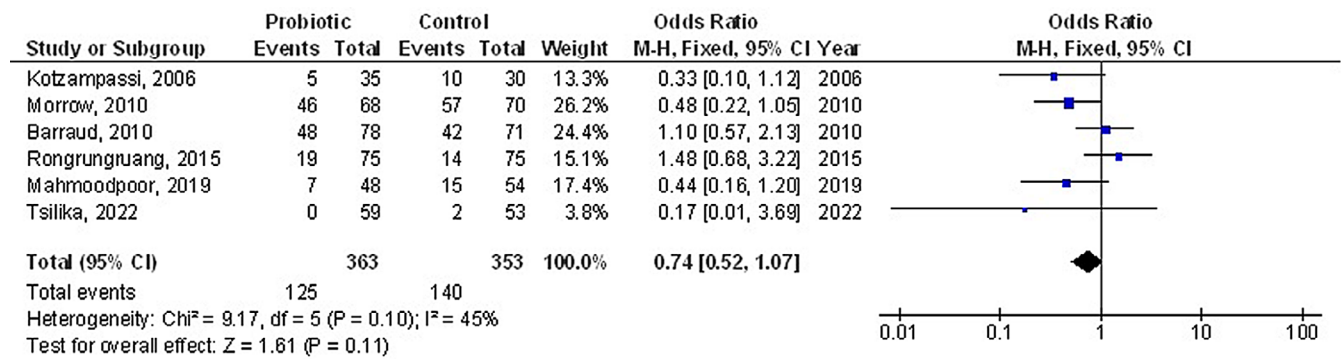 Probiotic Control Odds Ratio Odds Ratio
Study or Subgroup Events Total Events Total Weight M-H, Fixed, 95% CI Year M-H, Fixed, 95% CI
Kotzampassi, 2006 5 35 10 30 13.3% 0.33 [0.10, 1.12] 2006
Morrow, 2010 46 68 57 70 26.2% 0.48 [0.22, 1.05] 2010
Barraud, 2010 48 78 42 71 24.4% 1.10 [0.57, 2.13] 2010
Rongrungruang, 2015 19 75 14 75 15.1% 1.48 [0.68, 3.22] 2015
Mahmoodpoor, 2019 7 48 15 54 17.4% 0.44 [0.16, 1.20] 2019
Tsilika, 2022 0 59 2 53 3.8% 0.17 [0.01, 3.69] 2022
Total (95% CI) 363 353 100.0% 0.74 [0.52, 1.07]
Total events 125 140
Heterogeneity: Chi² = 9.17, df = 5 (P = 0.10); I² = 45%
Test for overall effect: Z = 1.61 (P = 0.11)
0.01 0.1 1 10 100